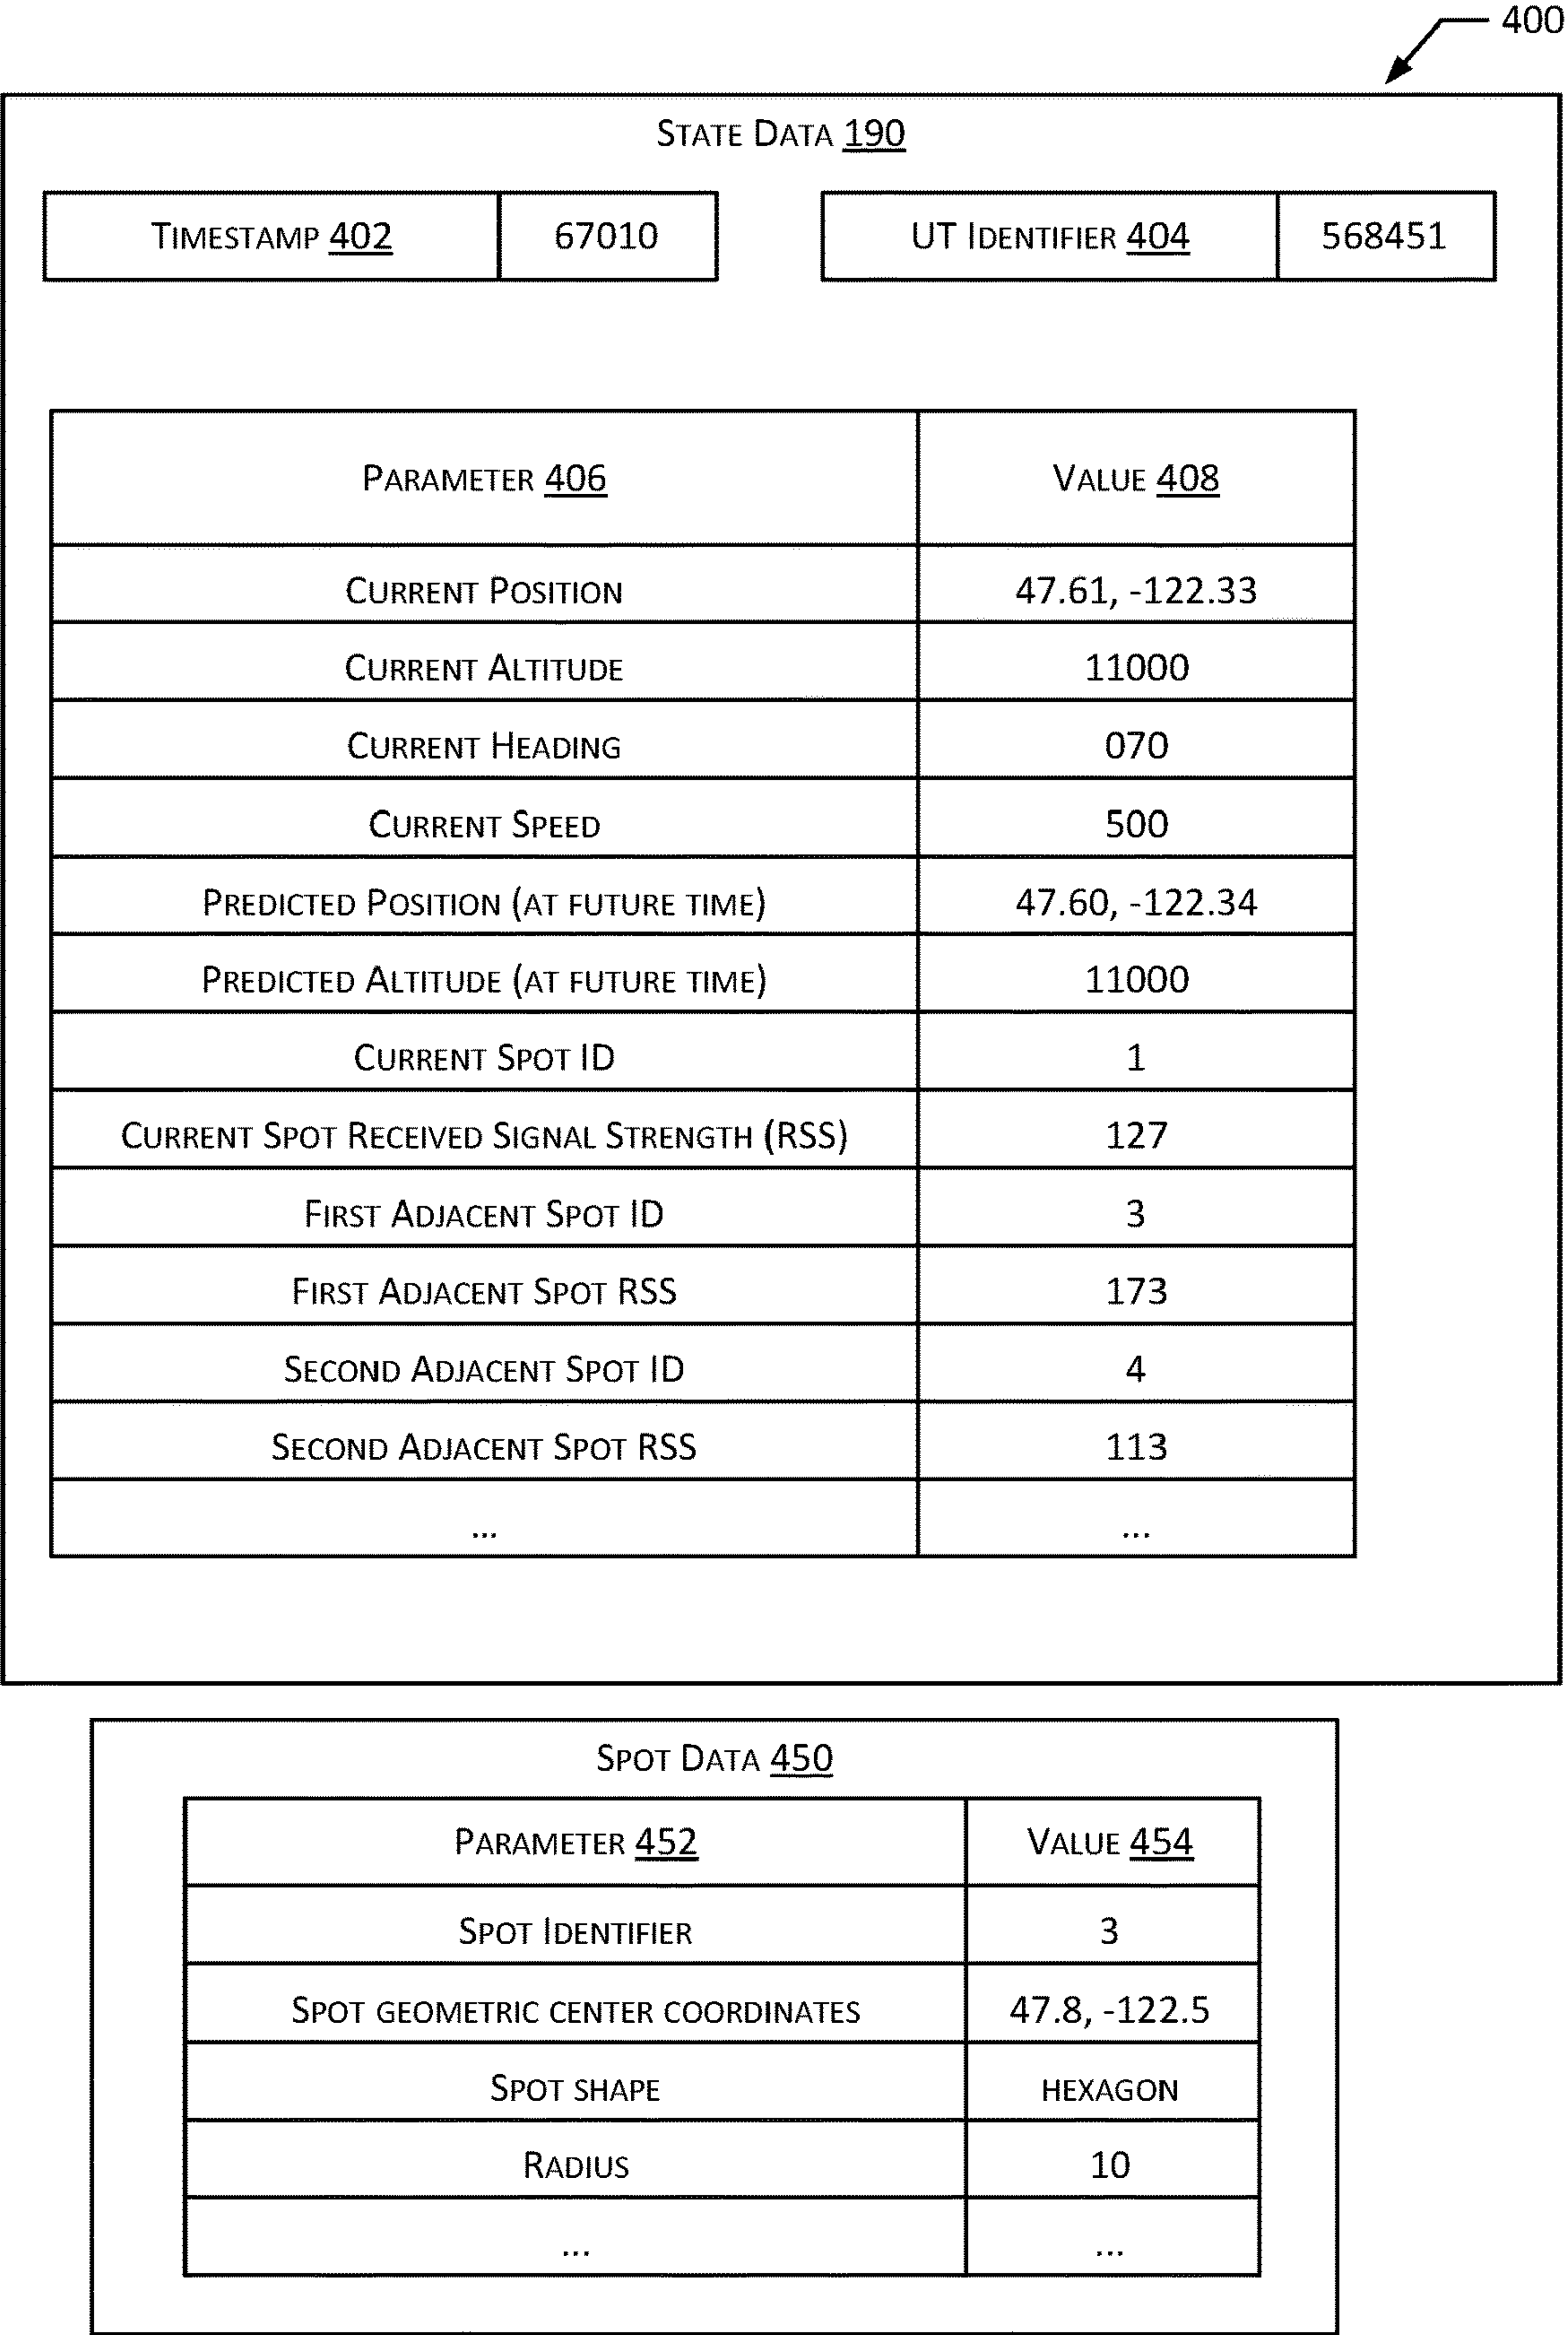 400
State Data 190
Timestamp 402 67010 UT Identifier 404 568451
Parameter 406 Value 408
Current Position 47.61, -122.33
Current Altitude 11000
Current Heading 070
Current Speed 500
Predicted Position (at future time) 47.60, -122.34
Predicted Altitude (at future time) 11000
Current Spot ID 1
Current Spot Received Signal Strength (RSS) 127
First Adjacent Spot ID 3
First Adjacent Spot RSS 173
Second Adjacent Spot ID 4
Second Adjacent Spot RSS 113
... ...
Spot Data 450
Parameter 452 Value 454
Spot Identifier 3
Spot geometric center coordinates 47.8, -122.5
Spot shape hexagon
Radius 10
... ...